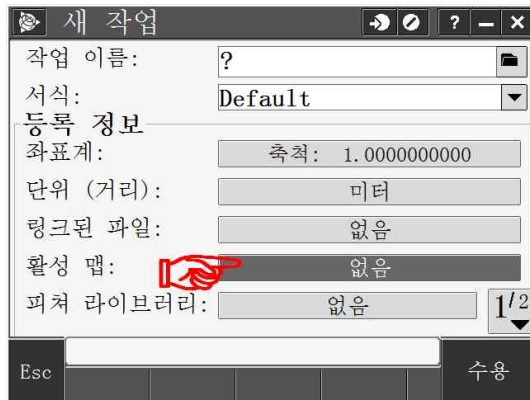 새 작업 ? — ×
작업 이름: ?
서식: Default
등록 정보
좌표계: 축척: 1.0000000000
단위 (거리): 미터
링크된 파일: 없음
활성 맵: 없음
피쳐 라이브러리: 없음 1/2
Esc 수용